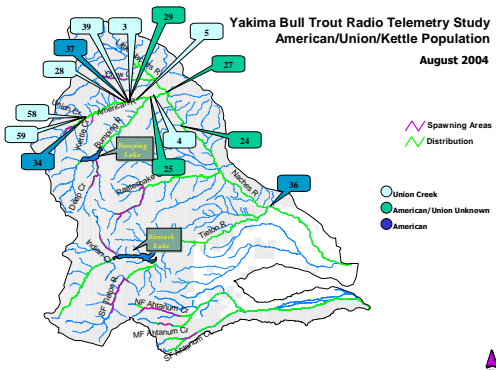 Yakima Bull Trout Radio Telemetry Study
American/Union/Kettle Population
August 2004
39
3
29
5
37
27
28
58
59
34
4
25
24
36
Union Cr
American R
Kettle Cr
Bumping R
Bumping
Lake
Deep Cr
Rattlesnake
Naches R
Tieton R
Rimrock
Lake
Indian Cr
SF Tieton R
NF Ahtanum Cr
MF Ahtanum Cr
SF Ahtanum Cr
Spawning Areas
Distribution
Union Creek
American/Union Unknown
American